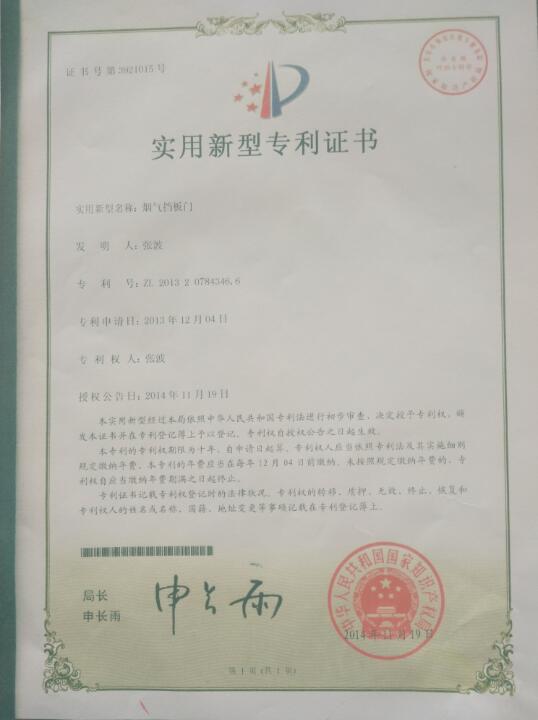 证书号第3921015号
实用新型专利证书
实用新型名称：烟气挡板门
发明人：张波
专利号：ZL 2013 2 0784346.6
专利申请日：2013年12月04日
专利权人：张波
授权公告日：2014年11月19日
本实用新型经过本局依照中华人民共和国专利法进行初步审查，决定授予专利权，颁
发本证书并在专利登记簿上予以登记。专利权自授权公告之日起生效。
本专利的专利权期限为十年，自申请日起算。专利权人应当依照专利法及其实施细则
规定缴纳年费。本专利的年费应当在每年12月04日前缴纳。未按照规定缴纳年费的，专利
权自应当缴纳年费期满之日起终止。
专利证书记载专利权登记时的法律状况。专利权的转移、质押、无效、终止、恢复和
专利权人的姓名或名称、国籍、地址变更等事项记载在专利登记簿上。
局长
申长雨
申长雨
中华人民共和国国家知识产权局
2014年11月19日
第1页（共1页）